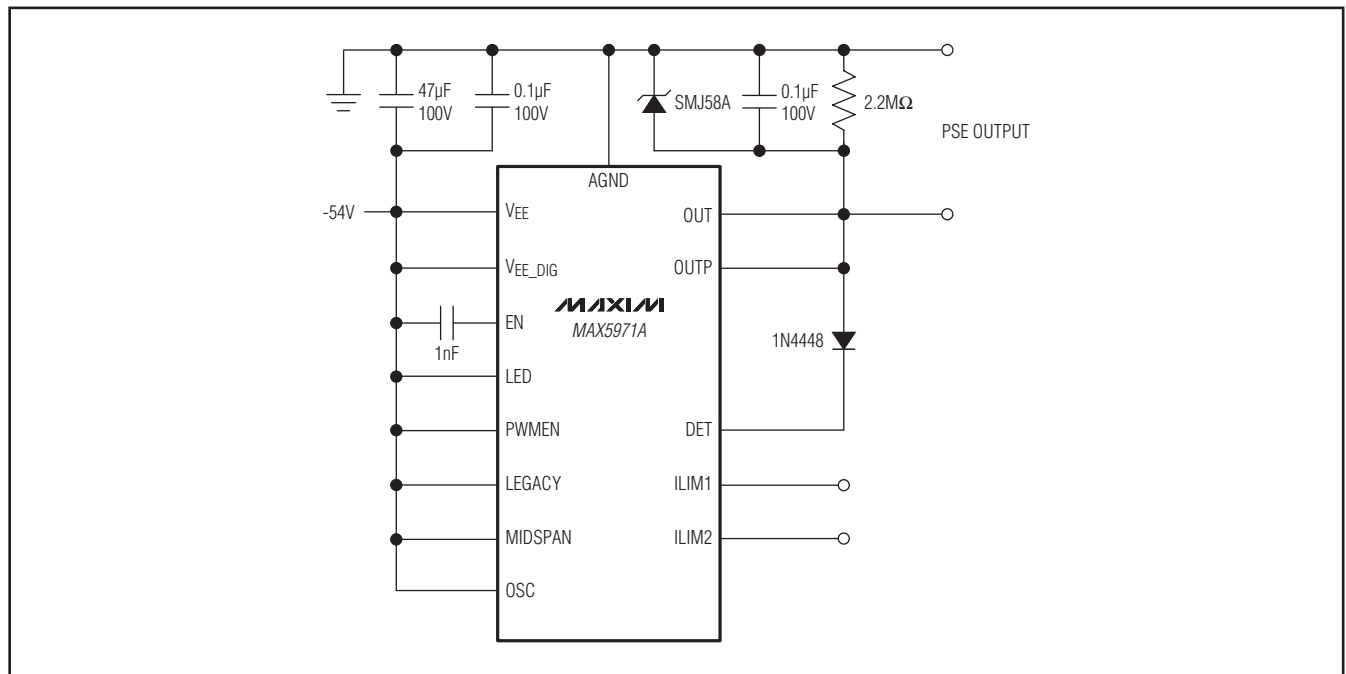 47µF
100V
0.1µF
100V
SMJ58A
0.1µF
100V
2.2MΩ
PSE OUTPUT
AGND
-54V
VEE
OUT
VEE_DIG
OUTP
MAXIM
MAX5971A
EN
1nF
1N4448
LED
PWMEN
DET
LEGACY
ILIM1
MIDSPAN
ILIM2
OSC